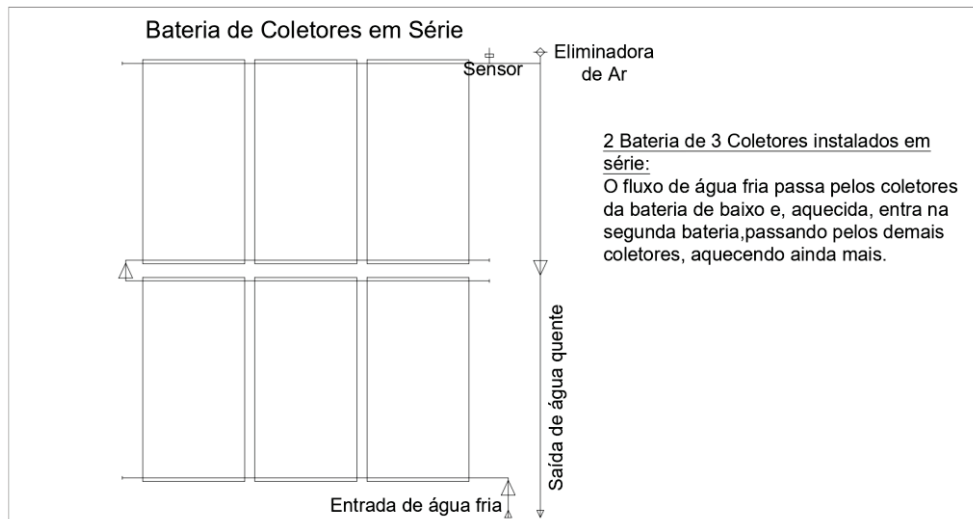 Bateria de Coletores em Série
Sensor
Eliminadora
de Ar
2 Bateria de 3 Coletores instalados em
série:
O fluxo de água fria passa pelos coletores
da bateria de baixo e, aquecida, entra na
segunda bateria,passando pelos demais
coletores, aquecendo ainda mais.
Saída de água quente
Entrada de água fria